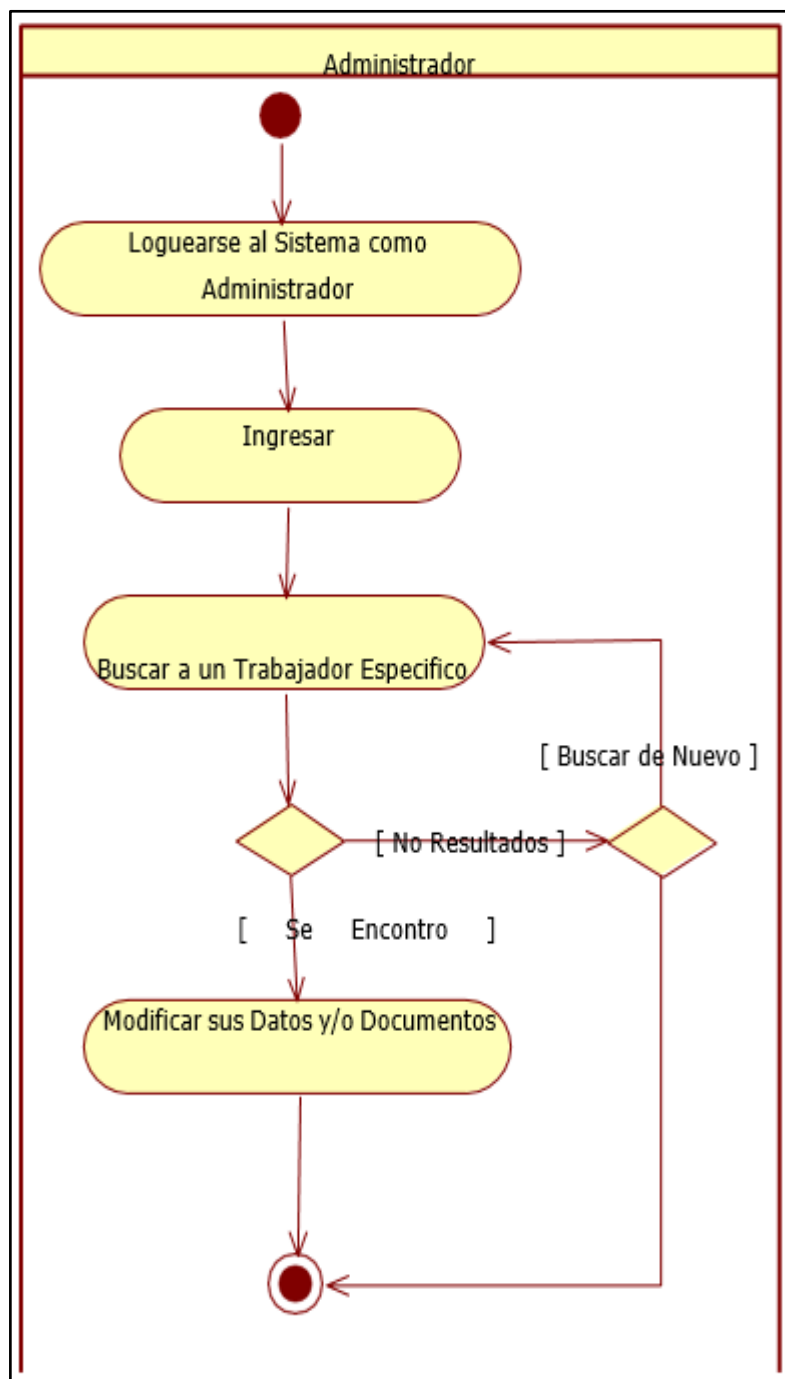 Administrador
Loguearse al Sistema como
Administrador
Ingresar
Buscar a un Trabajador Especifico
[ Buscar de Nuevo ]
[ No Resultados ]
[ Se Encontro ]
Modificar sus Datos y/o Documentos